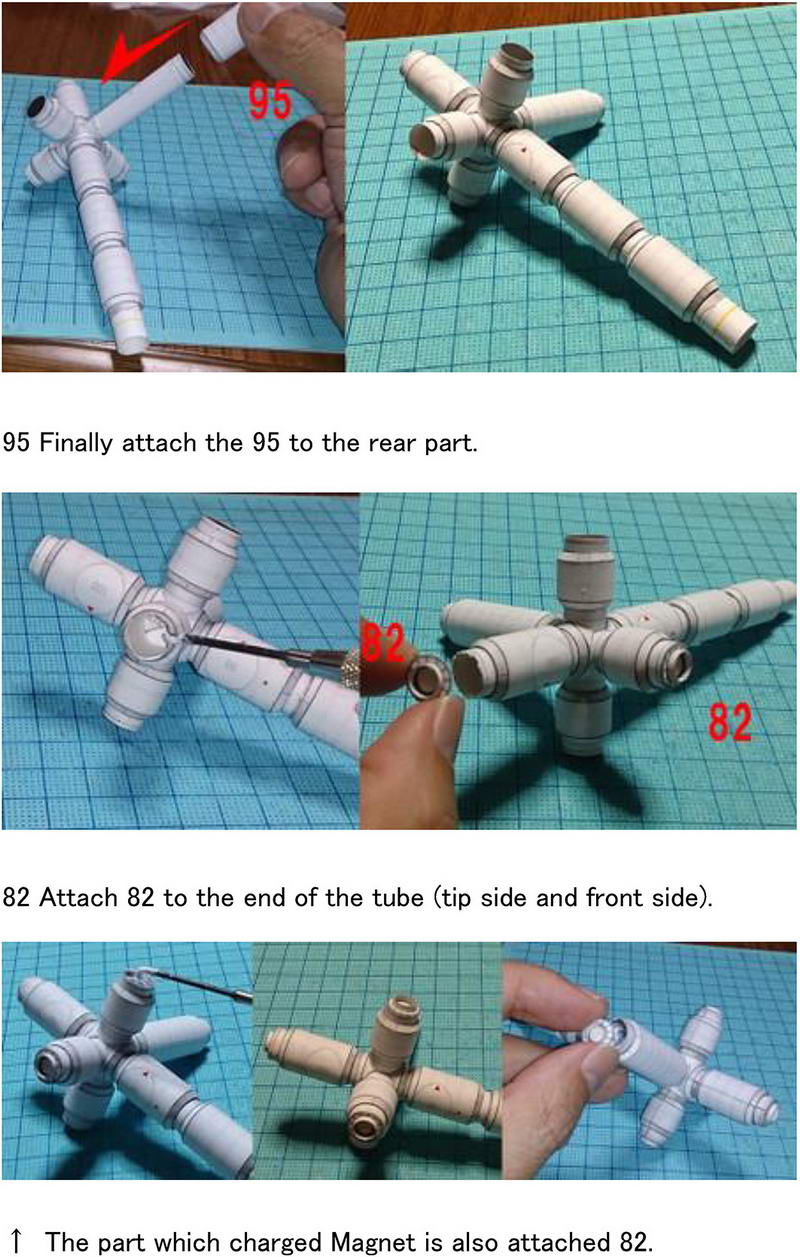 95
95 Finally attach the 95 to the rear part.
82
82
82 Attach 82 to the end of the tube (tip side and front side).
↑ The part which charged Magnet is also attached 82.